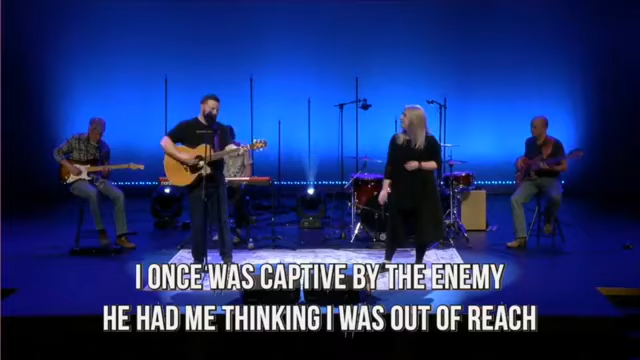 I ONCE WAS CAPTIVE BY THE ENEMY
HE HAD ME THINKING I WAS OUT OF REACH